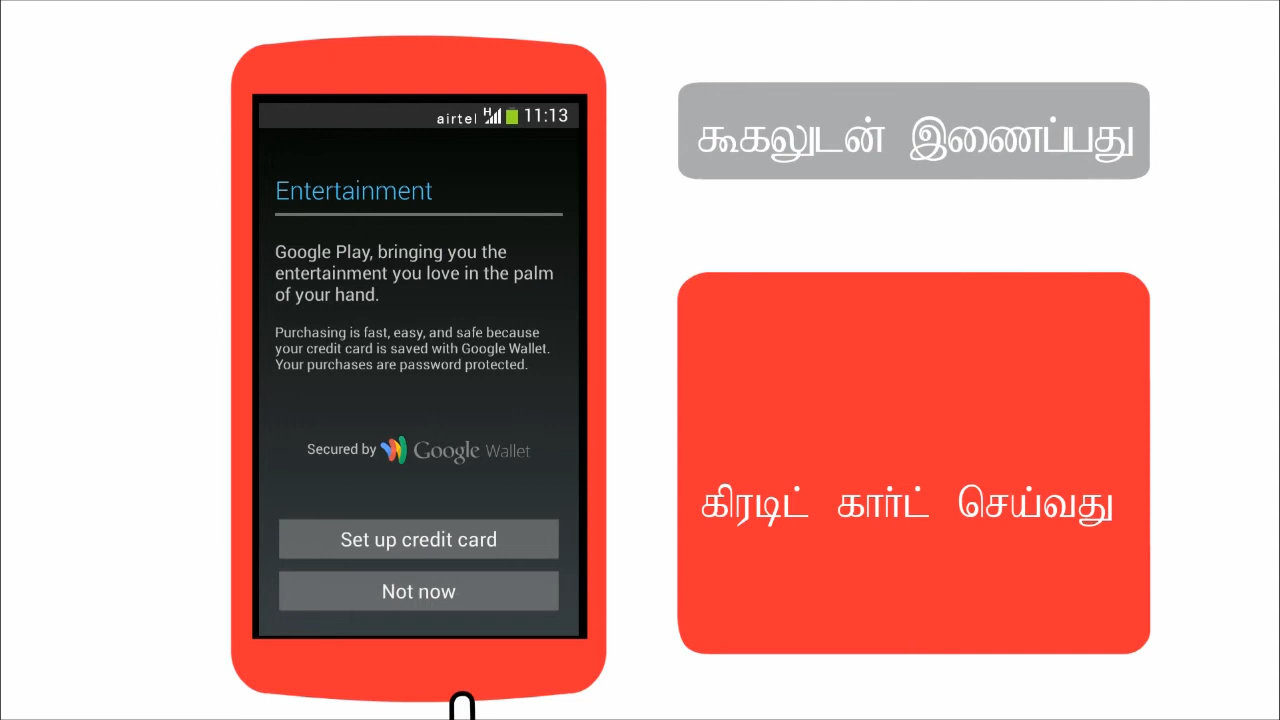 airtel H 11:13
Entertainment
Google Play, bringing you the
entertainment you love in the palm
of your hand.
Purchasing is fast, easy, and safe because
your credit card is saved with Google Wallet.
Your purchases are password protected.
Secured by Google Wallet
Set up credit card
Not now
கூகலுடன் இணைப்பது
கிரடிட் கார்ட் செய்வது